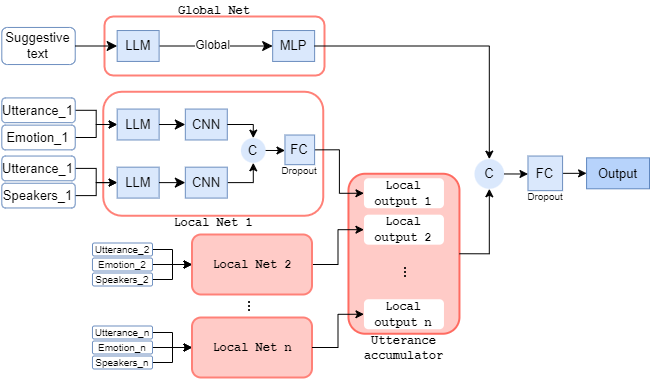 Global Net
Suggestive
text
LLM
Global
MLP
Utterance_1
Emotion_1
LLM
CNN
C
FC
Dropout
Utterance_1
Speakers_1
LLM
CNN
Local Net 1
C
FC
Dropout
Output
Local
output 1
Local
output 2
⋮
Local
output n
Utterance
accumulator
Utterance_2
Emotion_2
Speakers_2
Local Net 2
⋮
Utterance_n
Emotion_n
Speakers_n
Local Net n